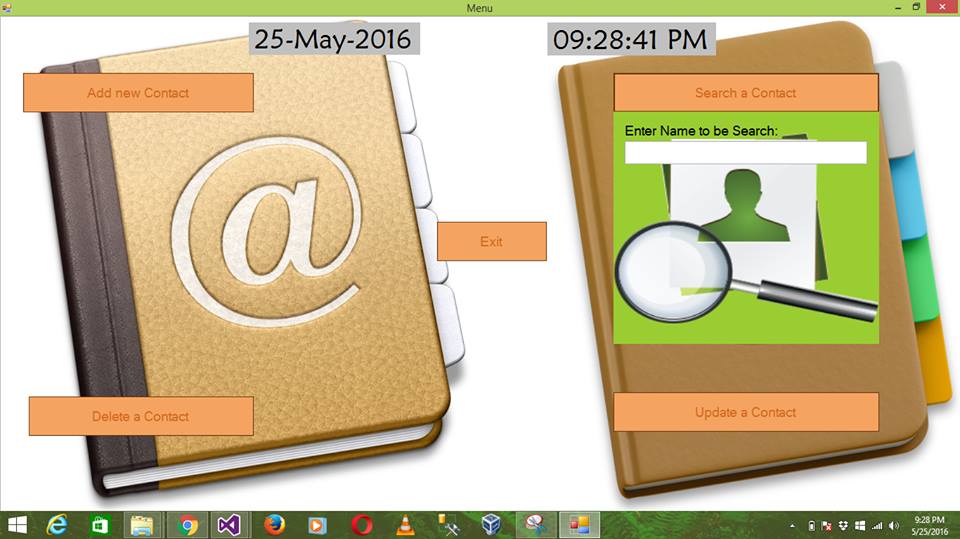 Menu
25-May-2016
09:28:41 PM
Add new Contact
Search a Contact
Enter Name to be Search:
@
Exit
Delete a Contact
Update a Contact
9:28 PM
5/25/2016